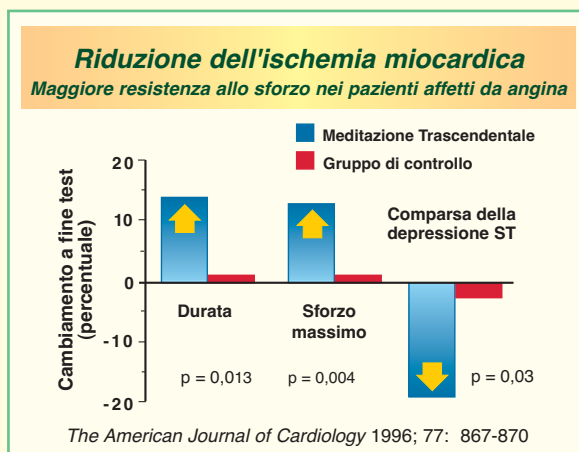 Riduzione dell'ischemia miocardica
Maggiore resistenza allo sforzo nei pazienti affetti da angina
Meditazione Trascendentale
Gruppo di controllo
Cambiamento a fine test
(percentuale)
20
10
0
-10
-20
Comparsa della
depressione ST
Durata
Sforzo
massimo
p = 0,013
p = 0,004
p = 0,03
The American Journal of Cardiology 1996; 77: 867-870